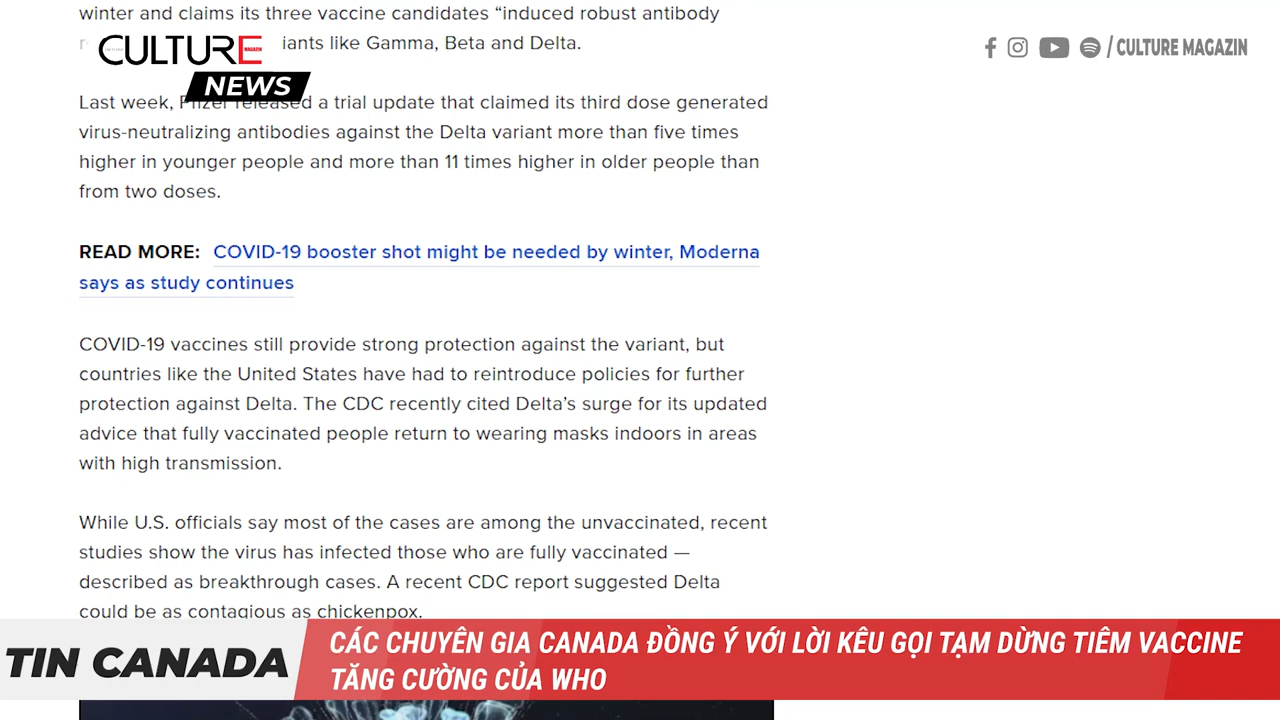 winter and claims its three vaccine candidates “induced robust antibody
iants like Gamma, Beta and Delta.
CULTURE
MAGAZIN
NEWS
/ CULTURE MAGAZIN
Last week, Pfizer released a trial update that claimed its third dose generated
virus-neutralizing antibodies against the Delta variant more than five times
higher in younger people and more than 11 times higher in older people than
from two doses.
READ MORE: COVID-19 booster shot might be needed by winter, Moderna
says as study continues
COVID-19 vaccines still provide strong protection against the variant, but
countries like the United States have had to reintroduce policies for further
protection against Delta. The CDC recently cited Delta’s surge for its updated
advice that fully vaccinated people return to wearing masks indoors in areas
with high transmission.
While U.S. officials say most of the cases are among the unvaccinated, recent
studies show the virus has infected those who are fully vaccinated —
described as breakthrough cases. A recent CDC report suggested Delta
could be as contagious as chickenpox.
TIN CANADA
CÁC CHUYÊN GIA CANADA ĐỒNG Ý VỚI LỜI KÊU GỌI TẠM DỪNG TIÊM VACCINE
TĂNG CƯỜNG CỦA WHO